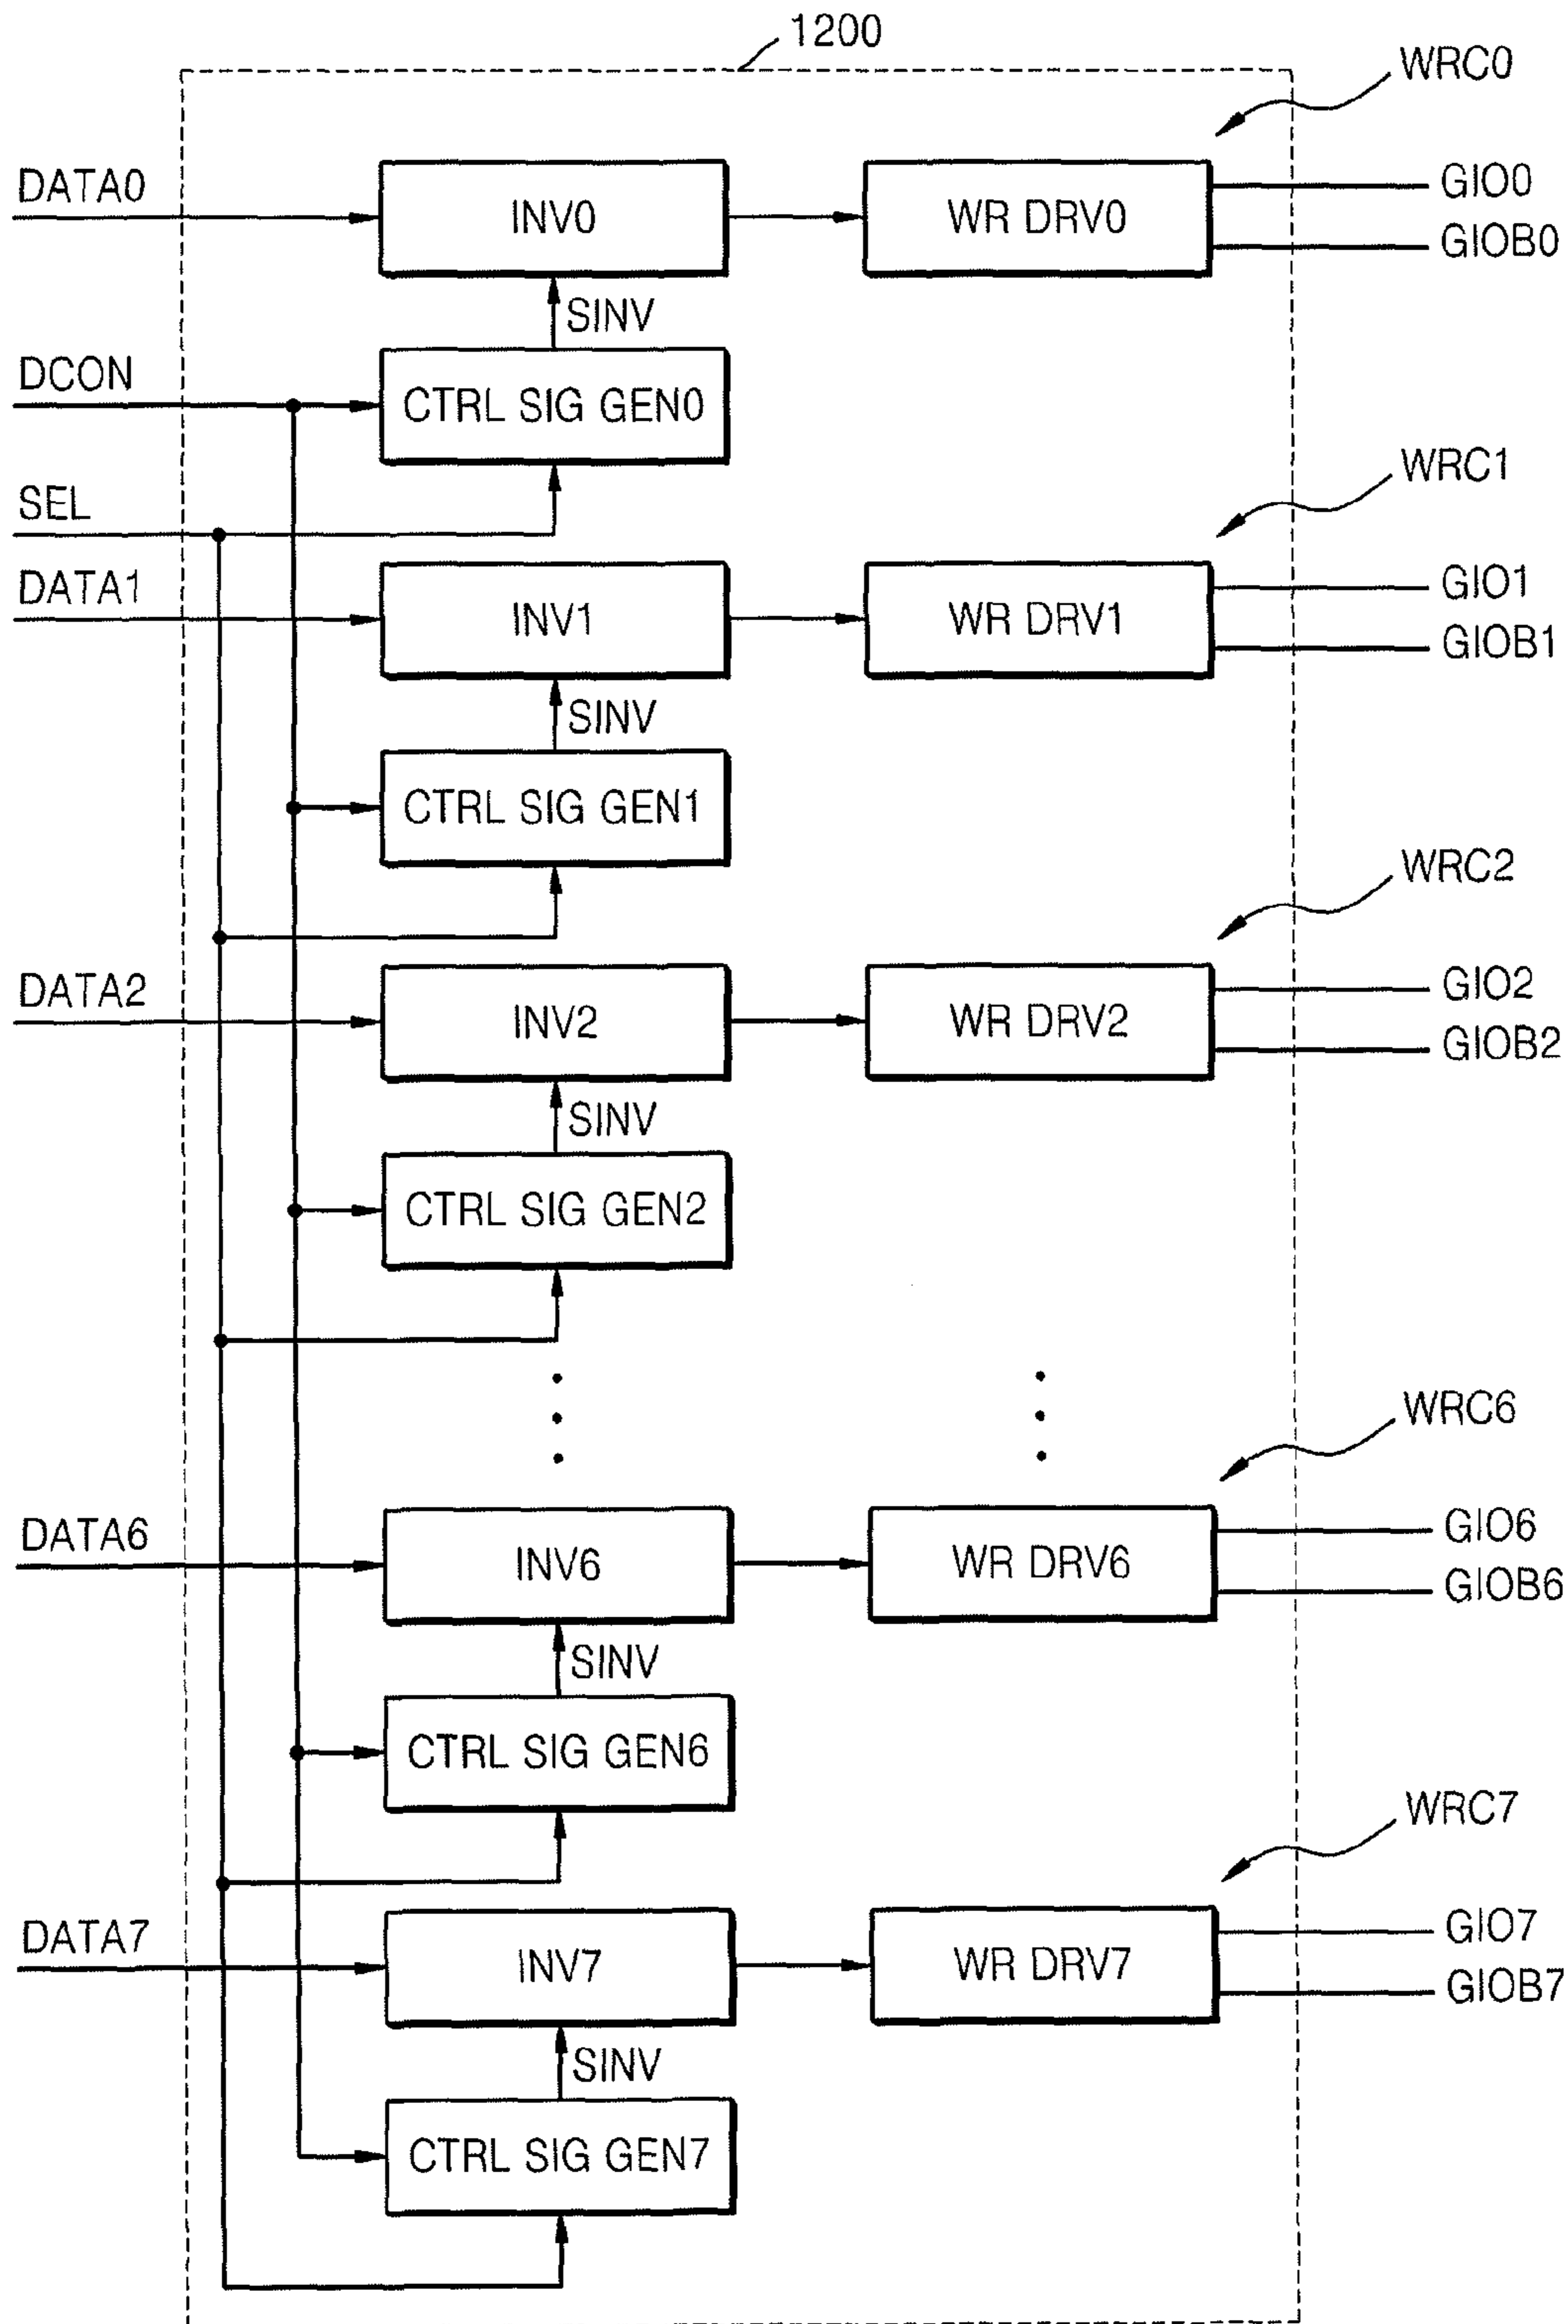 1200
WRC0
DATA0
INV0
WR DRV0
GIO0
GIOB0
SINV
DCON
CTRL SIG GEN0
SEL
WRC1
DATA1
INV1
WR DRV1
GIO1
GIOB1
SINV
CTRL SIG GEN1
WRC2
DATA2
INV2
WR DRV2
GIO2
GIOB2
SINV
CTRL SIG GEN2
WRC6
DATA6
INV6
WR DRV6
GIO6
GIOB6
SINV
CTRL SIG GEN6
WRC7
DATA7
INV7
WR DRV7
GIO7
GIOB7
SINV
CTRL SIG GEN7